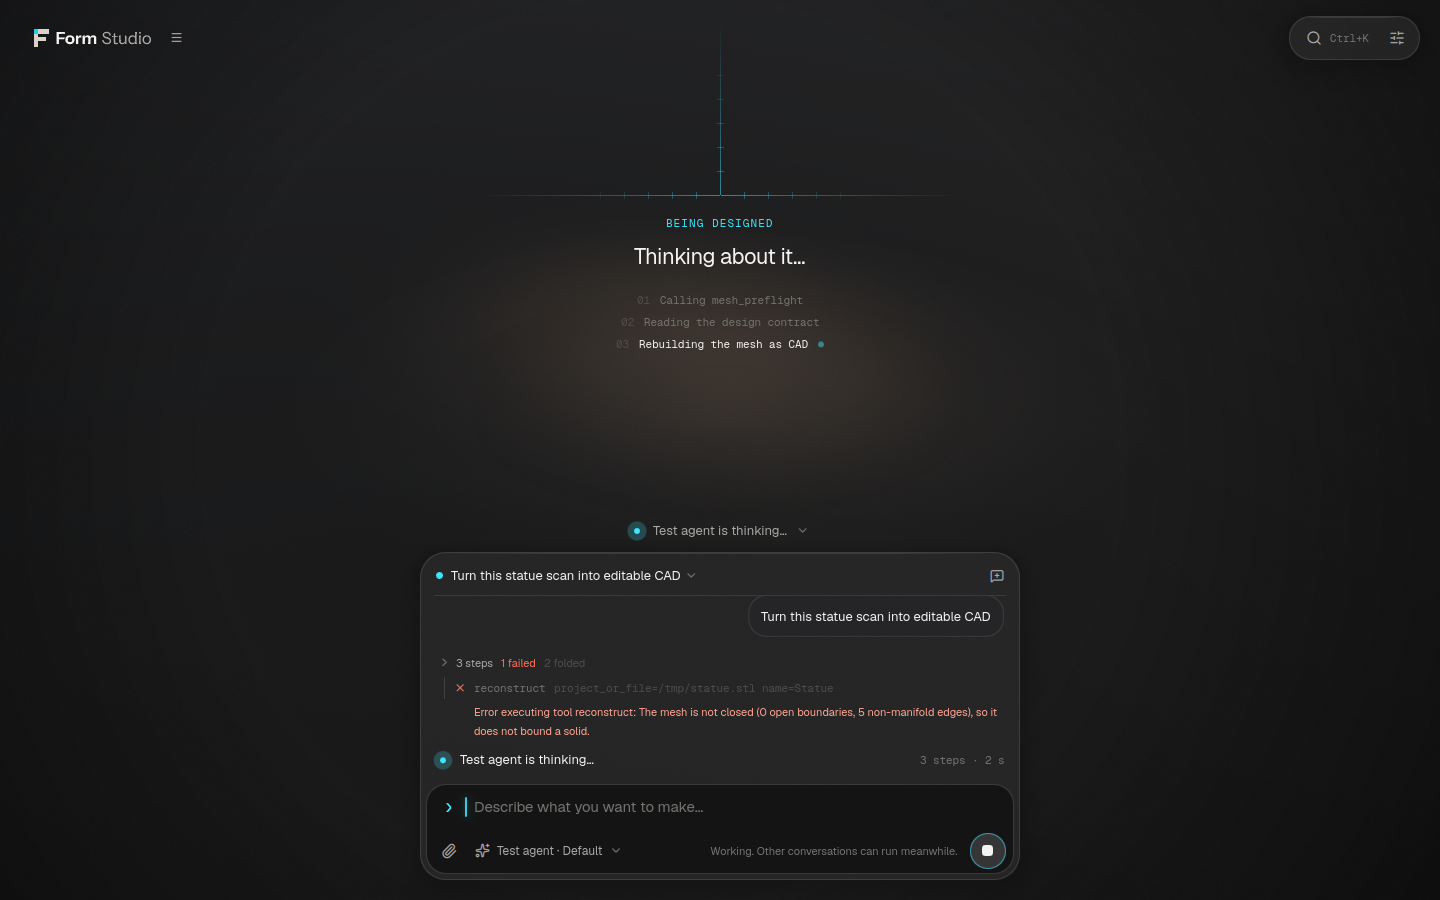 Form Studio
Ctrl+K
BEING DESIGNED
Thinking about it...
01 Calling mesh_preflight
02 Reading the design contract
03 Rebuilding the mesh as CAD
Test agent is thinking...
Turn this statue scan into editable CAD
Turn this statue scan into editable CAD
3 steps 1 failed 2 folded
reconstruct project_or_file=/tmp/statue.stl name=Statue
Error executing tool reconstruct: The mesh is not closed (0 open boundaries, 5 non-manifold edges), so it
does not bound a solid.
Test agent is thinking...
3 steps · 2 s
Describe what you want to make...
Test agent · Default
Working. Other conversations can run meanwhile.